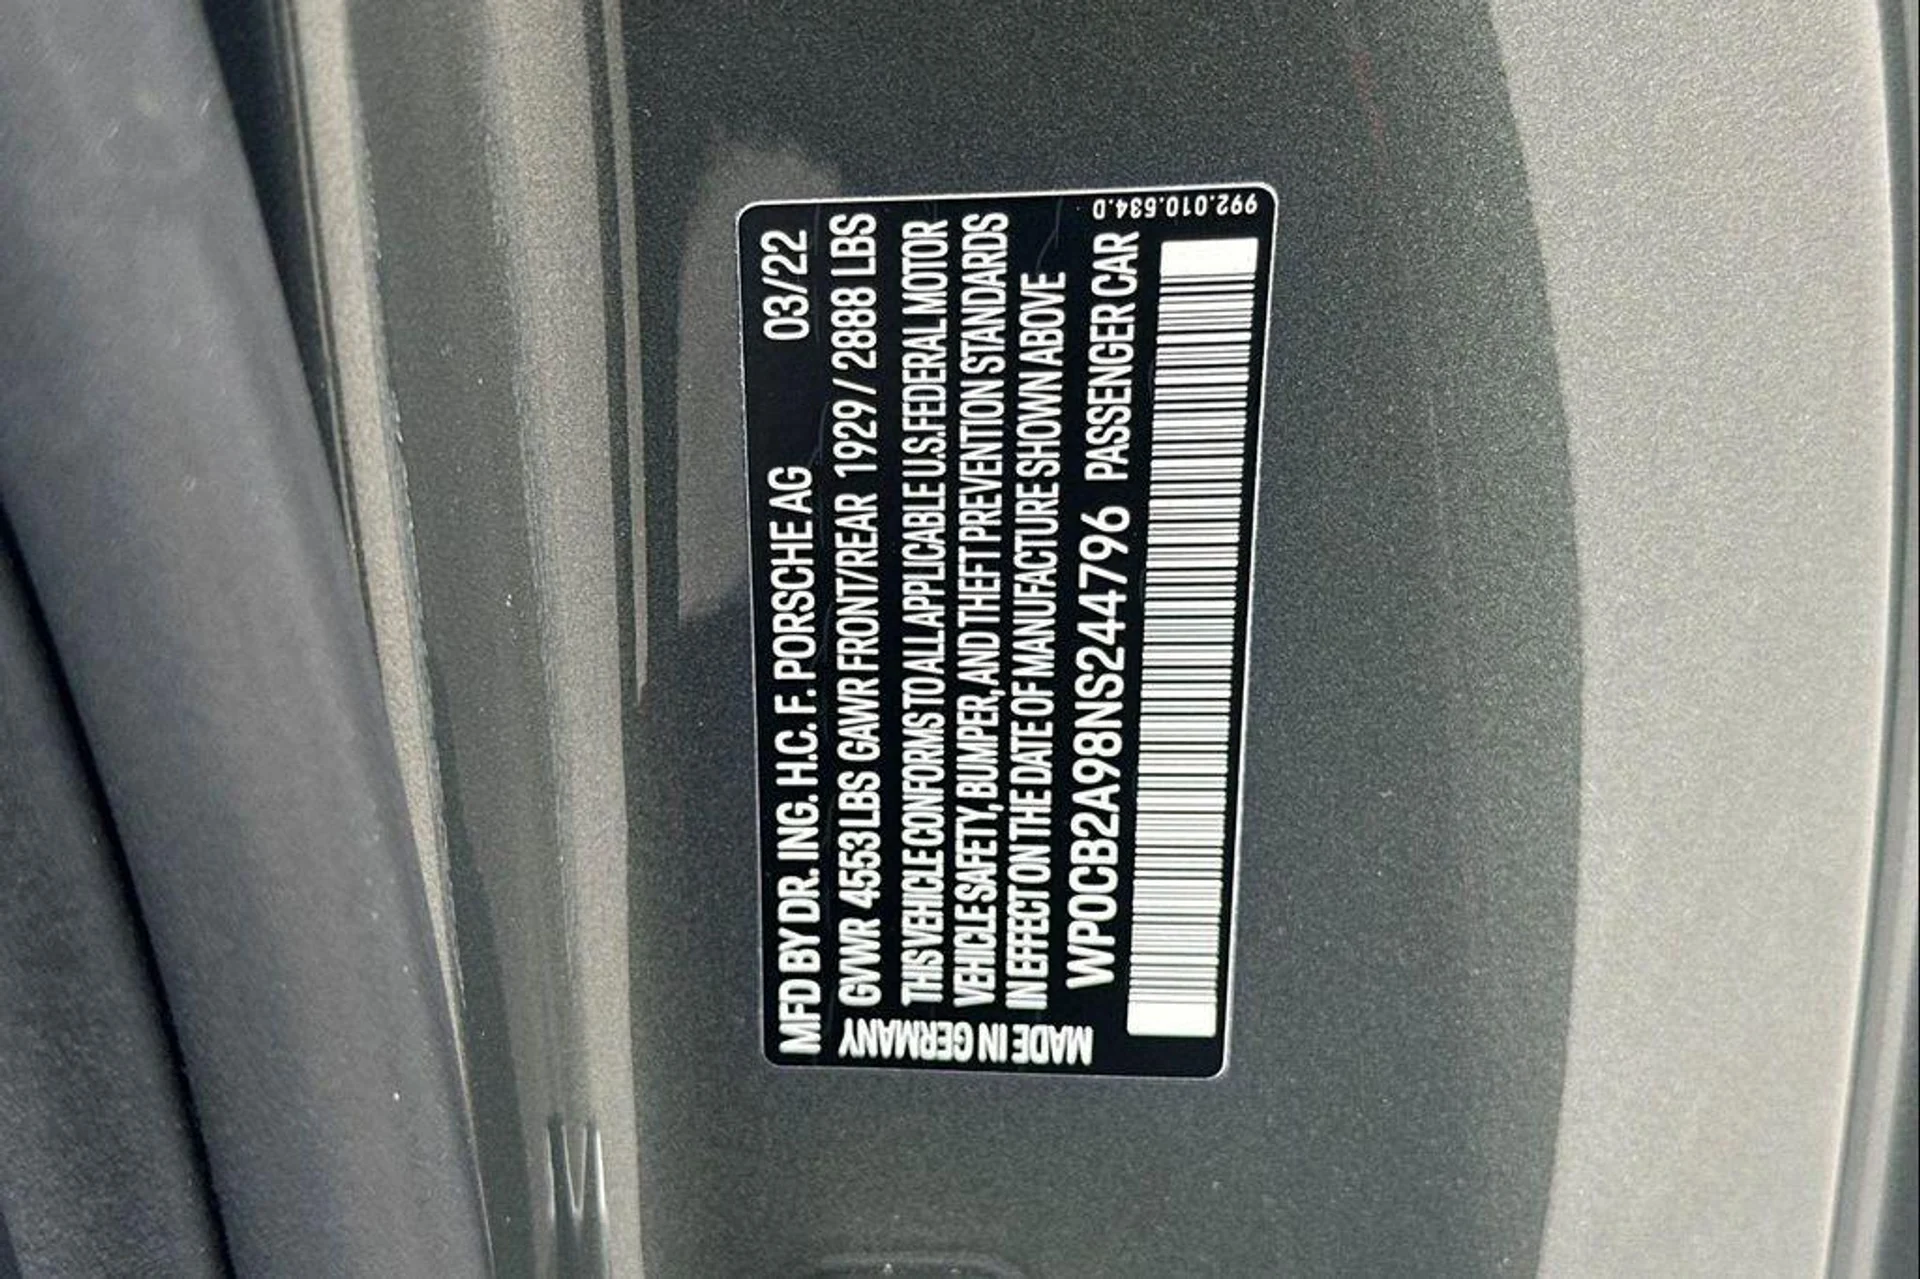 MFD BY DR. ING. H.C. F. PORSCHE AG 03/22
GVWR 4553 LBS GAWR FRONT/REAR 1929 / 2888 LBS
THIS VEHICLE CONFORMS TO ALL APPLICABLE U.S. FEDERAL MOTOR
VEHICLE SAFETY, BUMPER, AND THEFT PREVENTION STANDARDS
IN EFFECT ON THE DATE OF MANUFACTURE SHOWN ABOVE
WP0CB2A98NS244796 PASSENGER CAR
MADE IN GERMANY
992.010.634.D